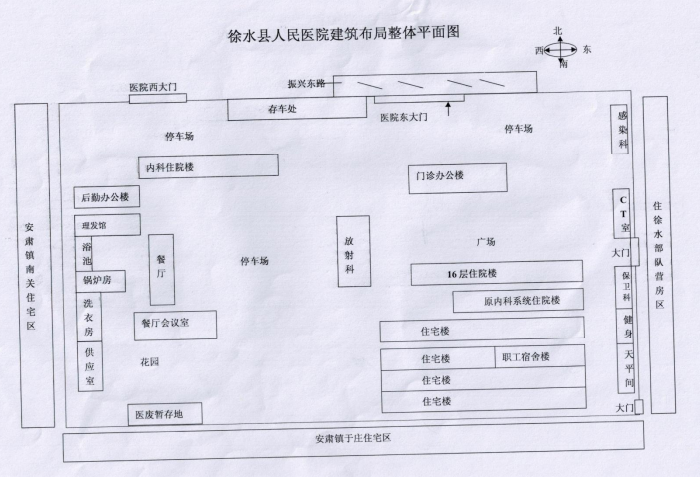 徐水县人民医院建筑布局整体平面图
北
西
东
南
医院西大门
振兴东路
存车处
医院东大门
停车场
停车场
感染科
内科住院楼
门诊办公楼
后勤办公楼
CT室
理发馆
浴池
餐厅
停车场
放射科
广场
大门
锅炉房
16层住院楼
保卫科
洗衣房
原内科系统住院楼
餐厅会议室
住宅楼
健身
供应室
花园
住宅楼
职工宿舍楼
天平间
住宅楼
住宅楼
医废暂存地
大门
安肃镇南关住宅区
住徐水部队营房区
安肃镇于庄住宅区